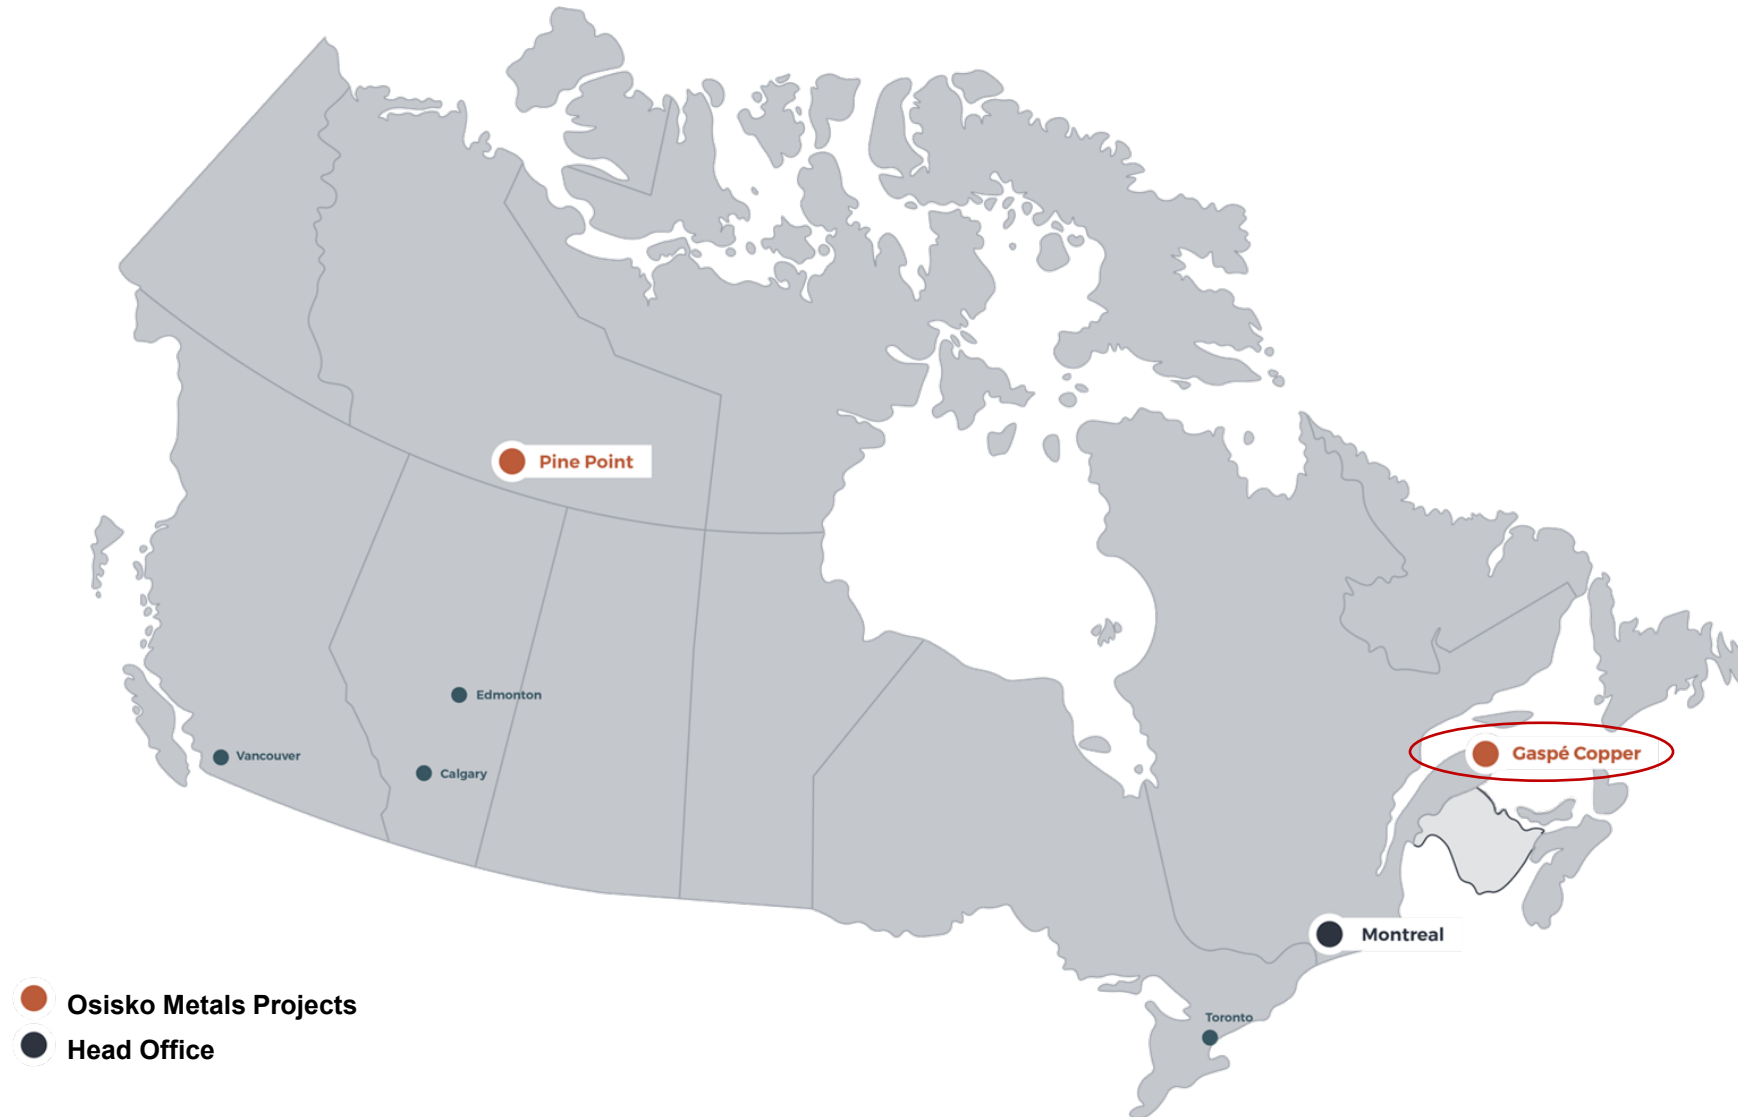 Pine Point
Edmonton
Vancouver
Calgary
Gaspé Copper
Montreal
Toronto
Osisko Metals Projects
Head Office